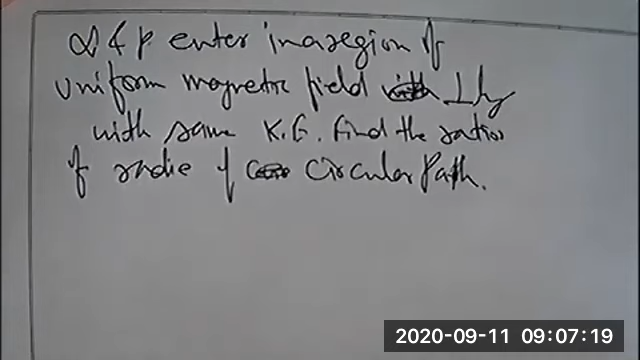 α & p enter in a region of
uniform magnetic field ⊥ly
with same K.E. Find the ratio
of radie of Circular Path.
2020-09-11 09:07:19